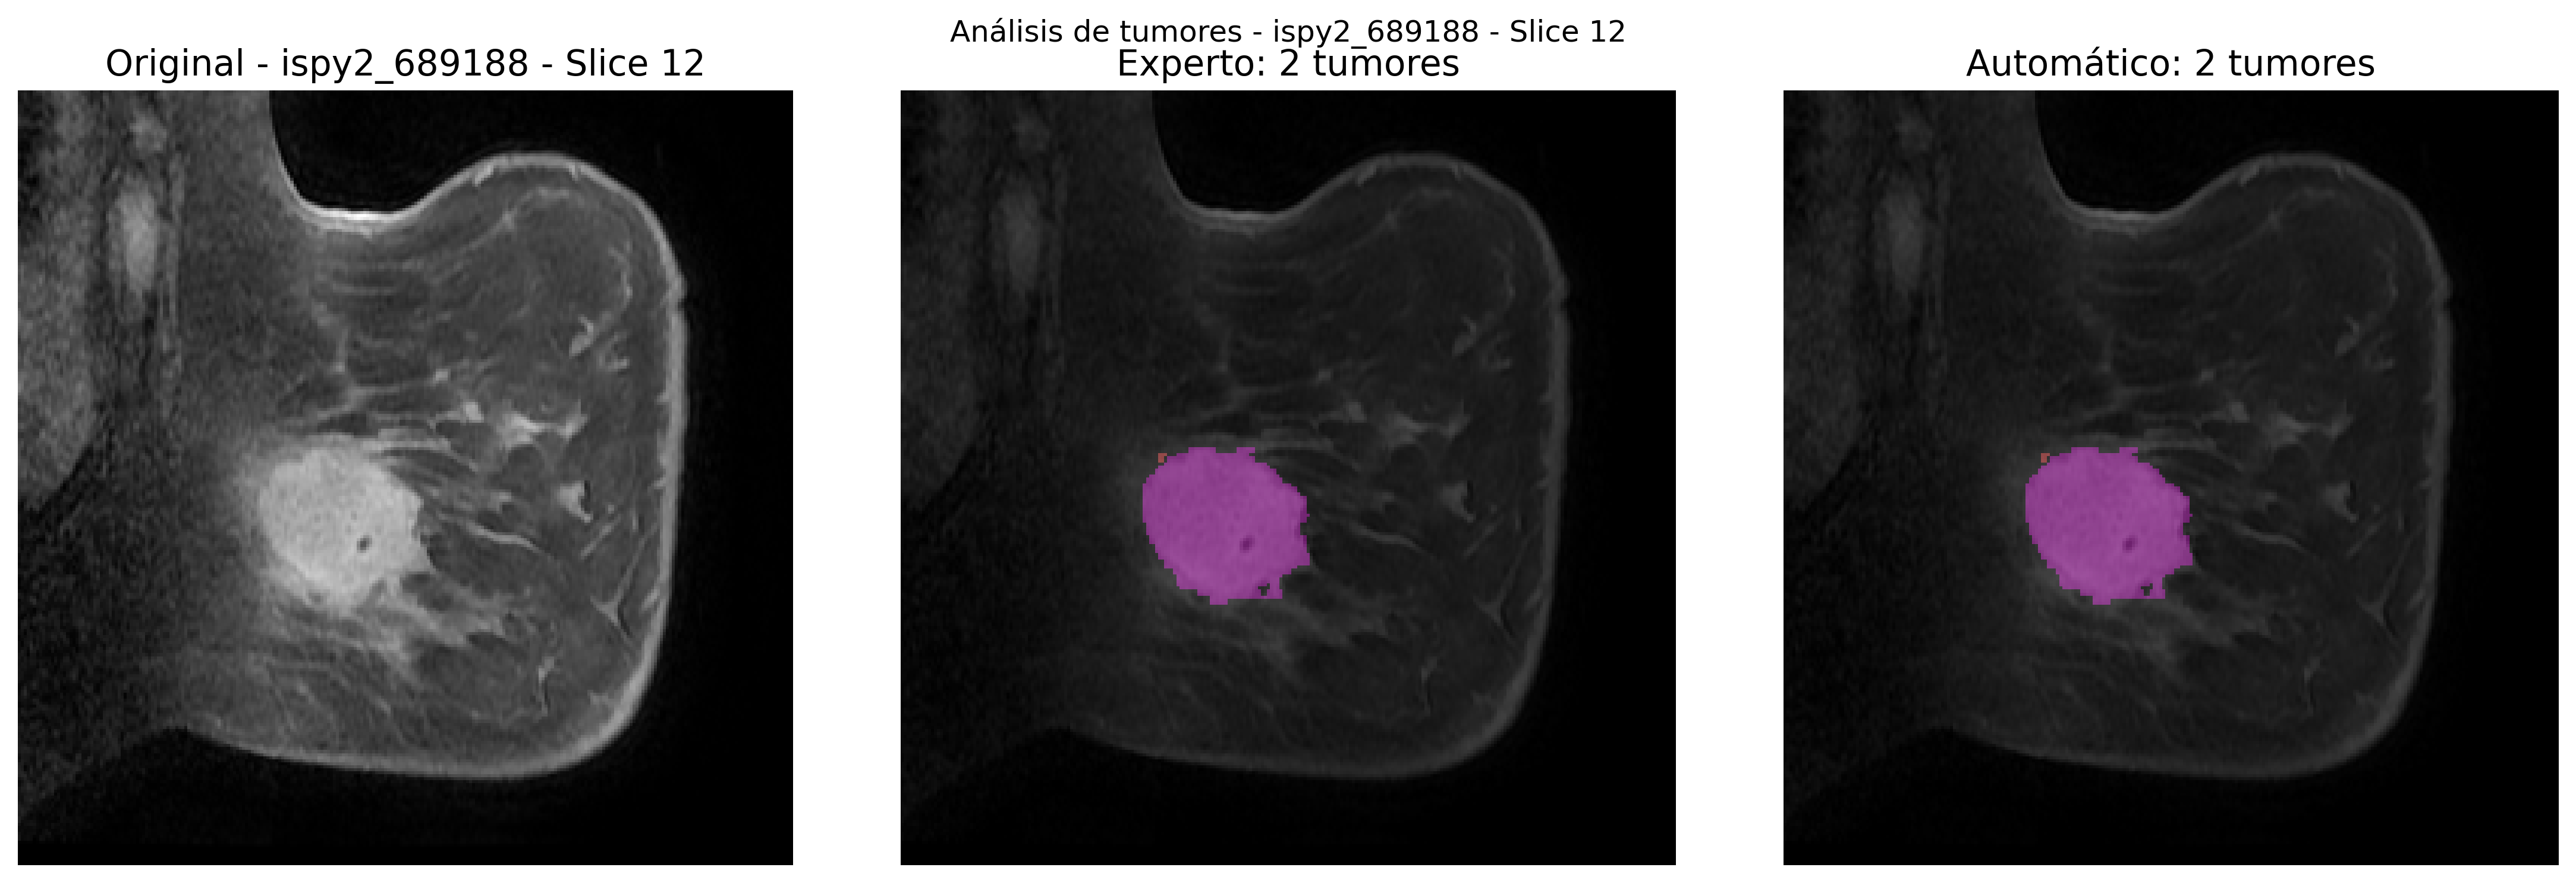 Análisis de tumores - ispy2_689188 - Slice 12
Original - ispy2_689188 - Slice 12
Experto: 2 tumores
Automático: 2 tumores